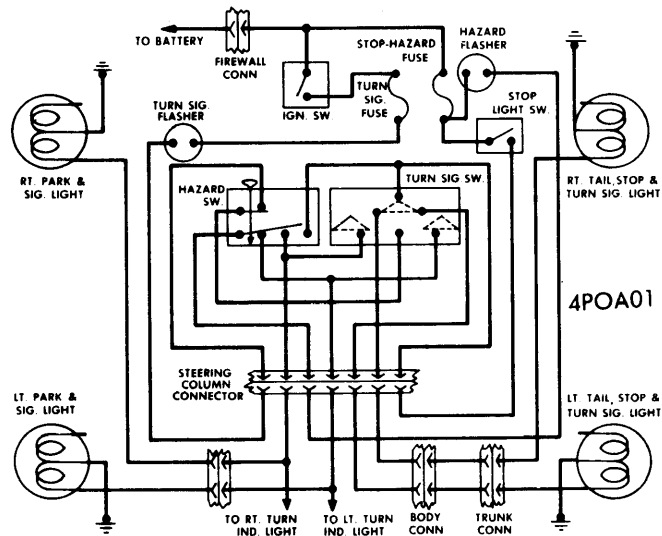 TO BATTERY
FIREWALL
CONN
STOP-HAZARD
FUSE
HAZARD
FLASHER
TURN
SIG.
FUSE
IGN. SW
STOP
LIGHT SW.
TURN SIG.
FLASHER
RT. PARK &
SIG. LIGHT
HAZARD
SW.
TURN SIG SW.
RT. TAIL, STOP &
TURN SIG. LIGHT
4POA01
STEERING
COLUMN
CONNECTOR
LT. PARK &
SIG. LIGHT
LT. TAIL, STOP &
TURN SIG. LIGHT
TO RT. TURN
IND. LIGHT
TO LT. TURN
IND. LIGHT
BODY
CONN
TRUNK
CONN